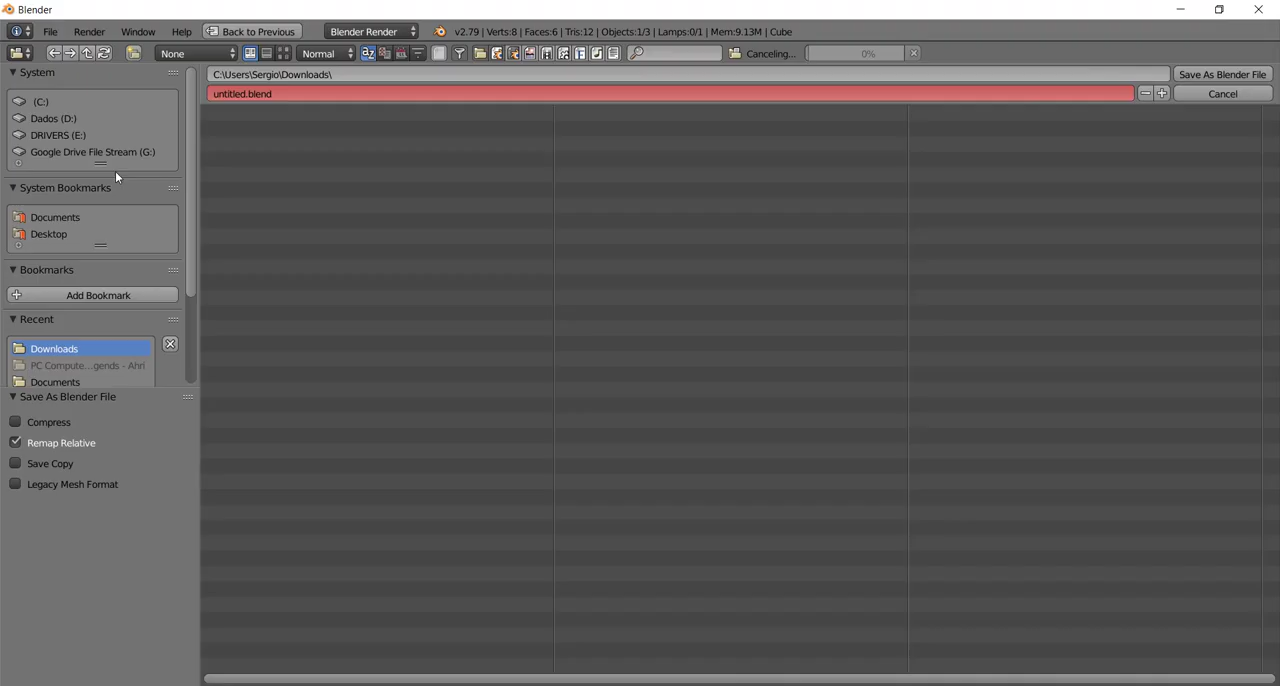 Blender
File Render Window Help Back to Previous Blender Render v2.79 | Verts:8 | Faces:6 | Tris:12 | Objects:1/3 | Lamps:0/1 | Mem:9.13M | Cube
None Normal Canceling... 0%
System
C:\Users\Sergio\Downloads\ Save As Blender File
untitled.blend Cancel
(C:)
Dados (D:)
DRIVERS (E:)
Google Drive File Stream (G:)
System Bookmarks
Documents
Desktop
Bookmarks
Add Bookmark
Recent
Downloads
PC Compute...gends - Ahri
Documents
Save As Blender File
Compress
Remap Relative
Save Copy
Legacy Mesh Format